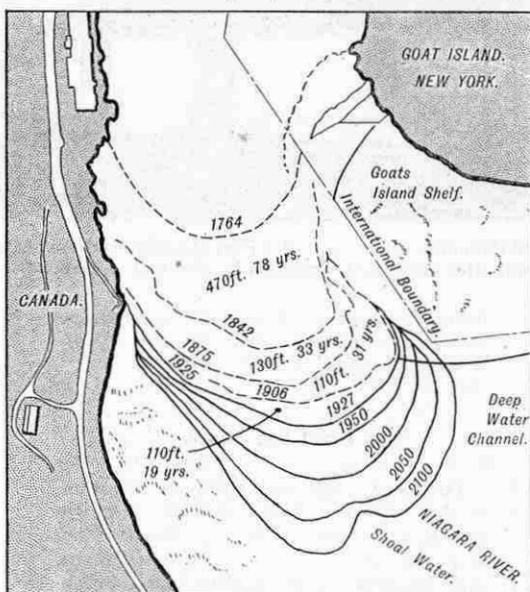 GOAT ISLAND.
NEW YORK.
Goats
Island Shelf.
International Boundary.
1764
470ft. 78 yrs.
CANADA.
1842
130ft. 33 yrs.
1875
1925
1906
110ft.
31 yrs.
1927
1950
2000
2050
2100
110ft.
19 yrs.
Deep
Water
Channel.
NIAGARA RIVER.
Shoal Water.